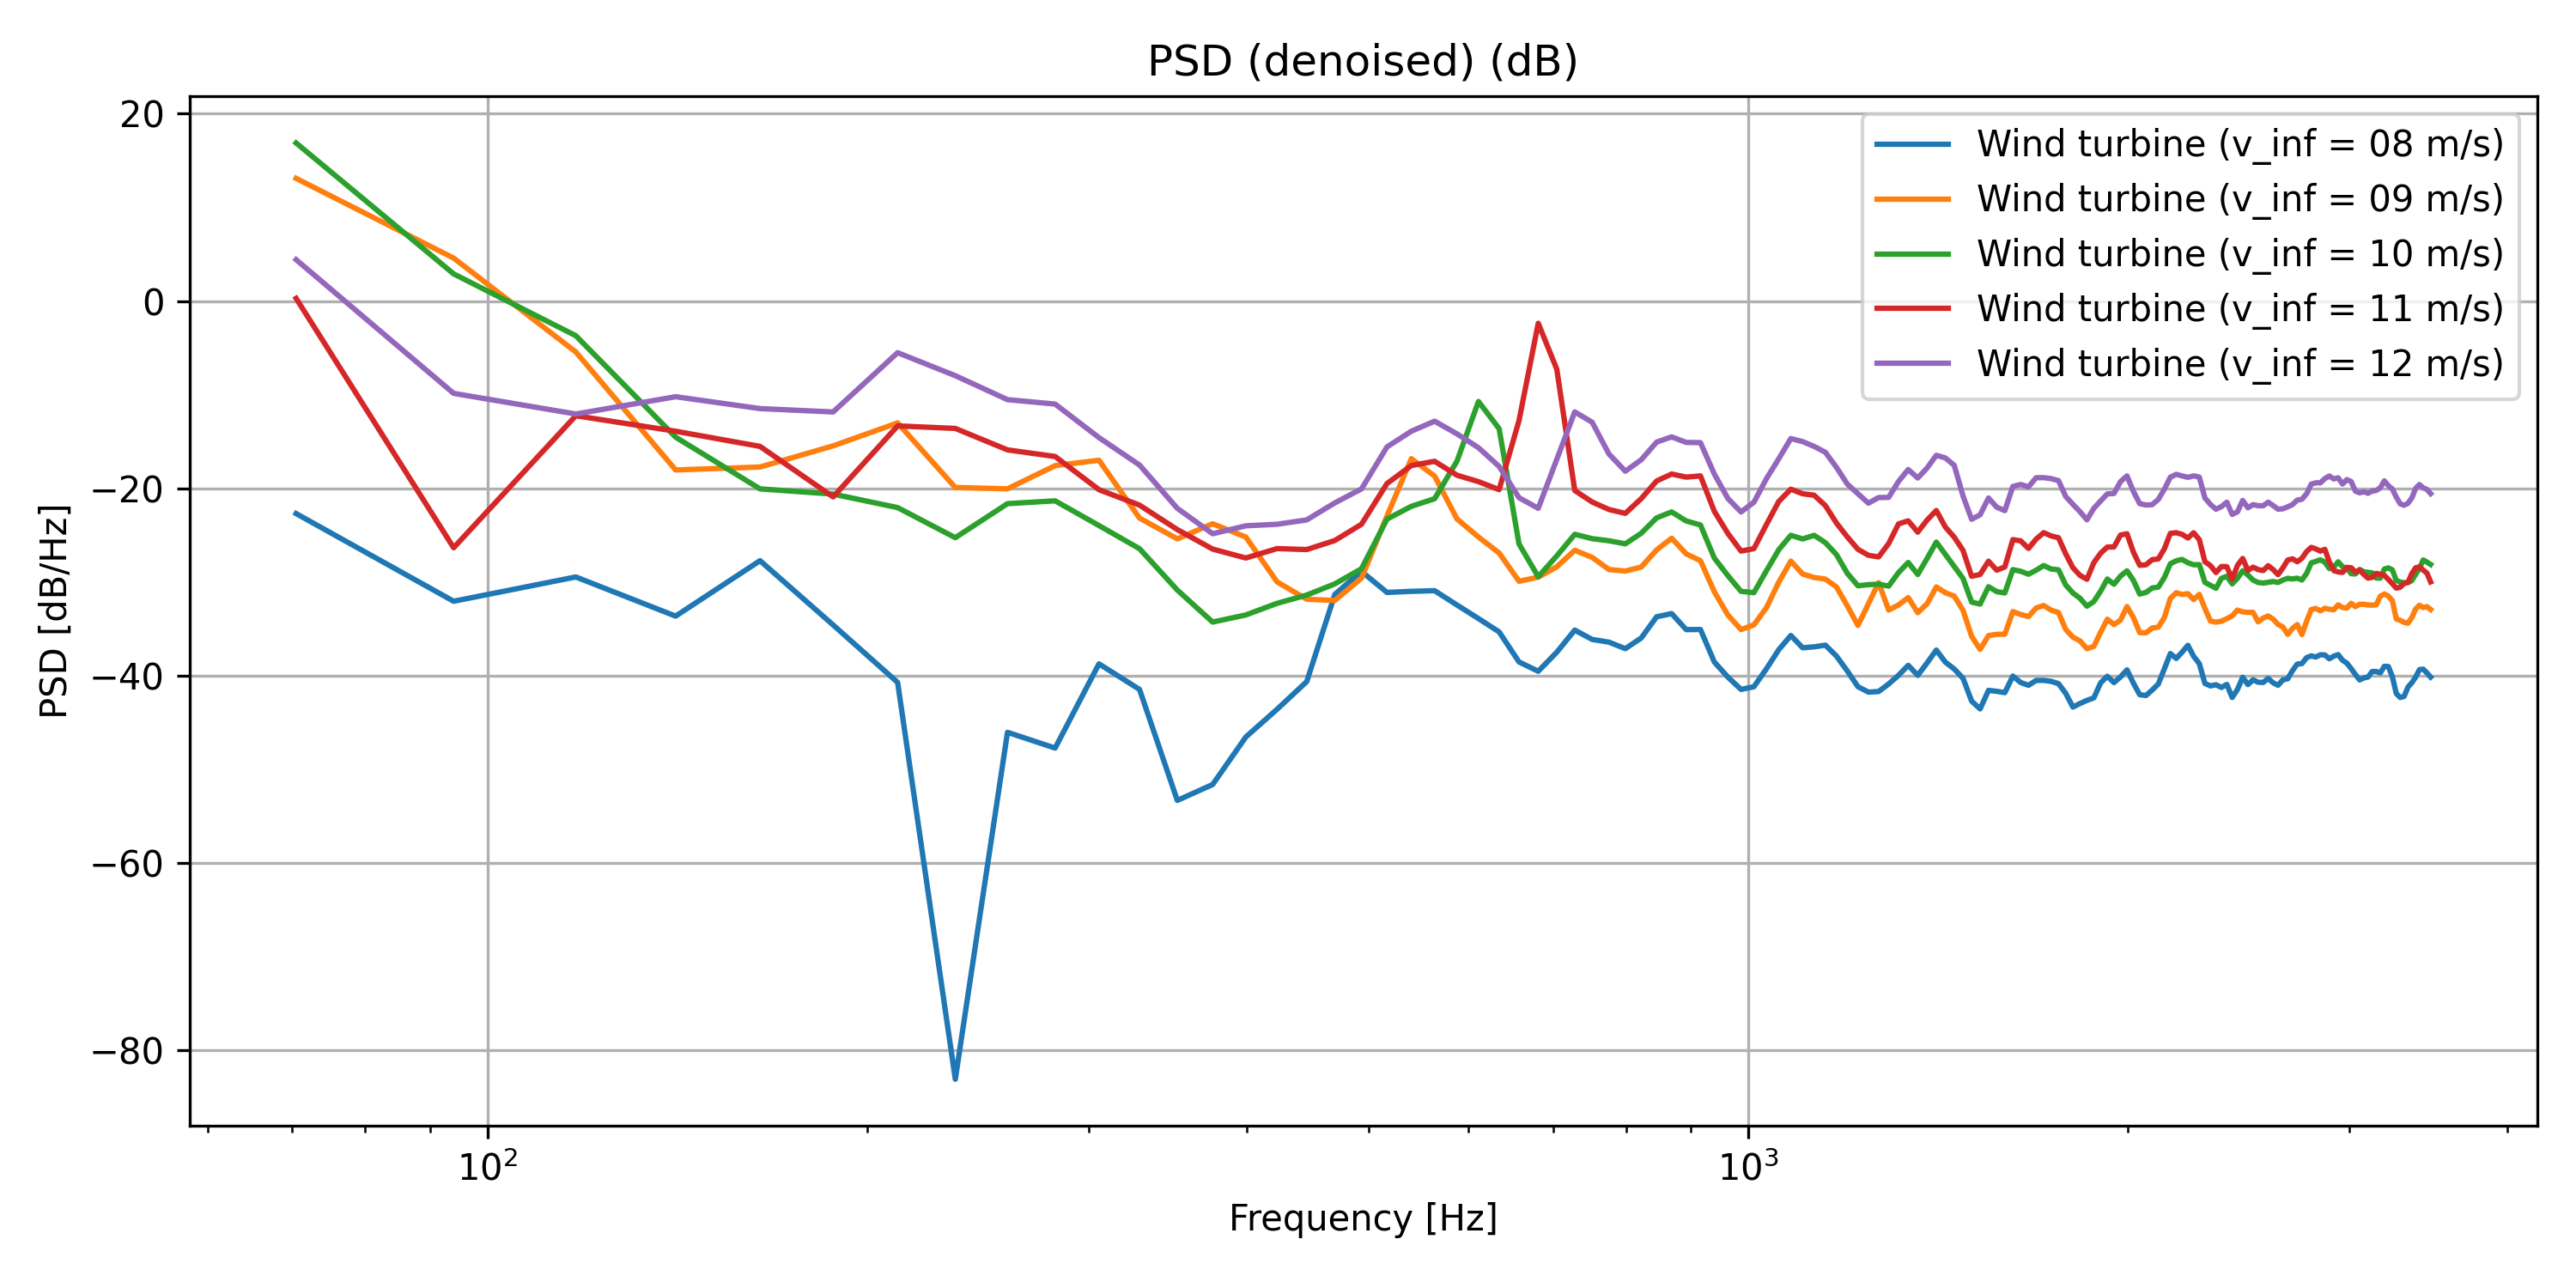 PSD (denoised) (dB)
20
0
−20
−40
−60
−80
PSD [dB/Hz]
Wind turbine (v_inf = 08 m/s)
Wind turbine (v_inf = 09 m/s)
Wind turbine (v_inf = 10 m/s)
Wind turbine (v_inf = 11 m/s)
Wind turbine (v_inf = 12 m/s)
10²
10³
Frequency [Hz]